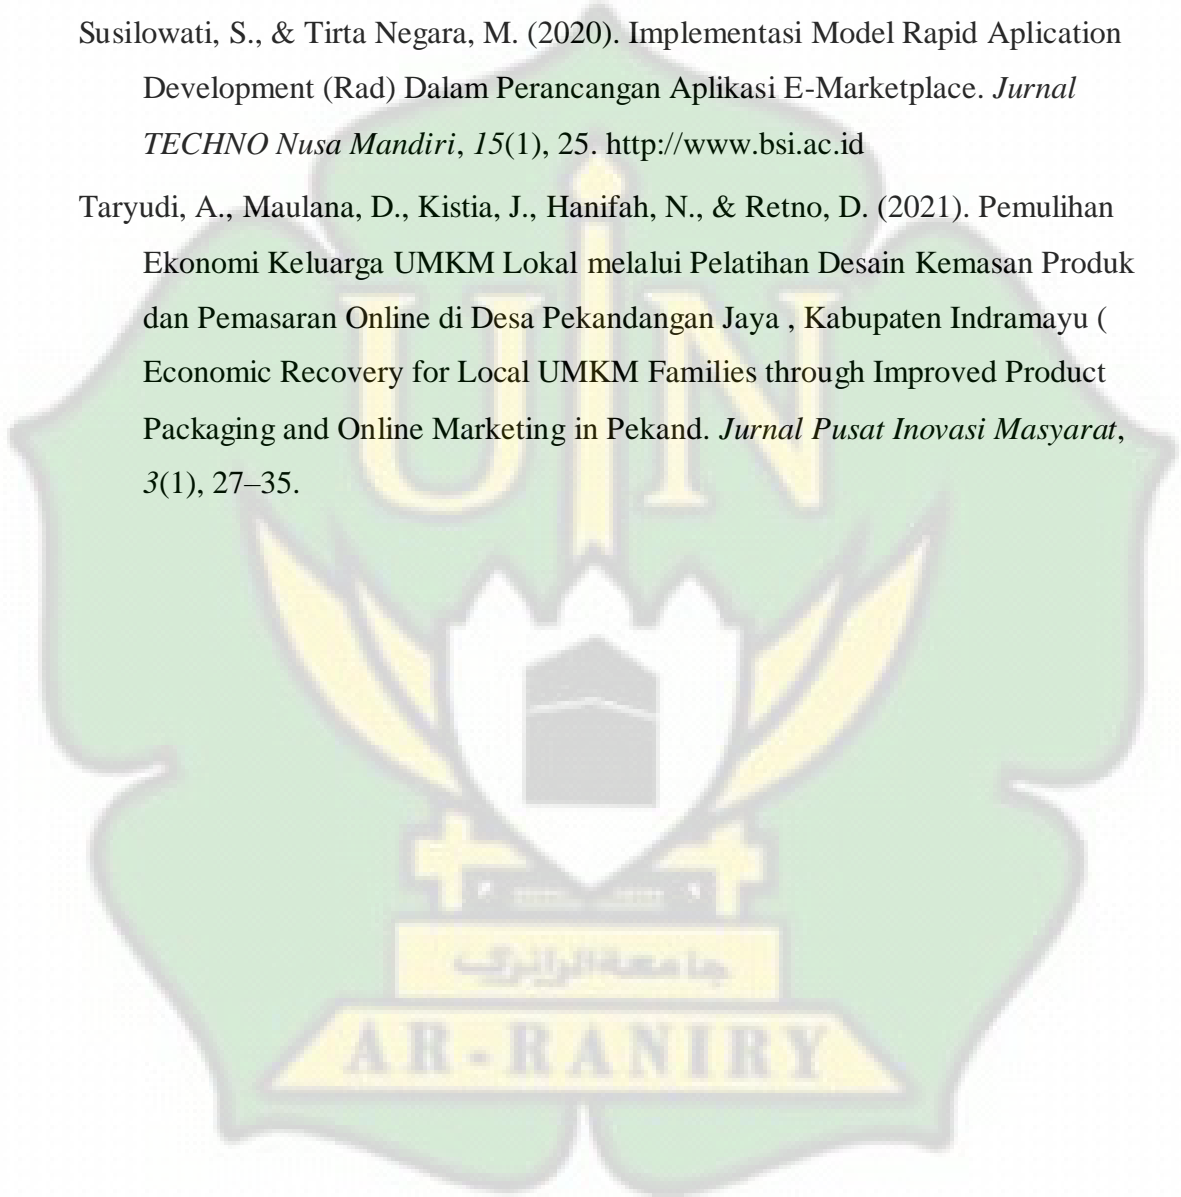 Susilowati, S., & Tirta Negara, M. (2020). Implementasi Model Rapid Aplication
Development (Rad) Dalam Perancangan Aplikasi E-Marketplace. Jurnal
TECHNO Nusa Mandiri, 15(1), 25. http://www.bsi.ac.id
Taryudi, A., Maulana, D., Kistia, J., Hanifah, N., & Retno, D. (2021). Pemulihan
Ekonomi Keluarga UMKM Lokal melalui Pelatihan Desain Kemasan Produk
dan Pemasaran Online di Desa Pekandangan Jaya , Kabupaten Indramayu (
Economic Recovery for Local UMKM Families through Improved Product
Packaging and Online Marketing in Pekand. Jurnal Pusat Inovasi Masyarat,
3(1), 27–35.
UIN
جامعة الرانري
AR-RANIRY